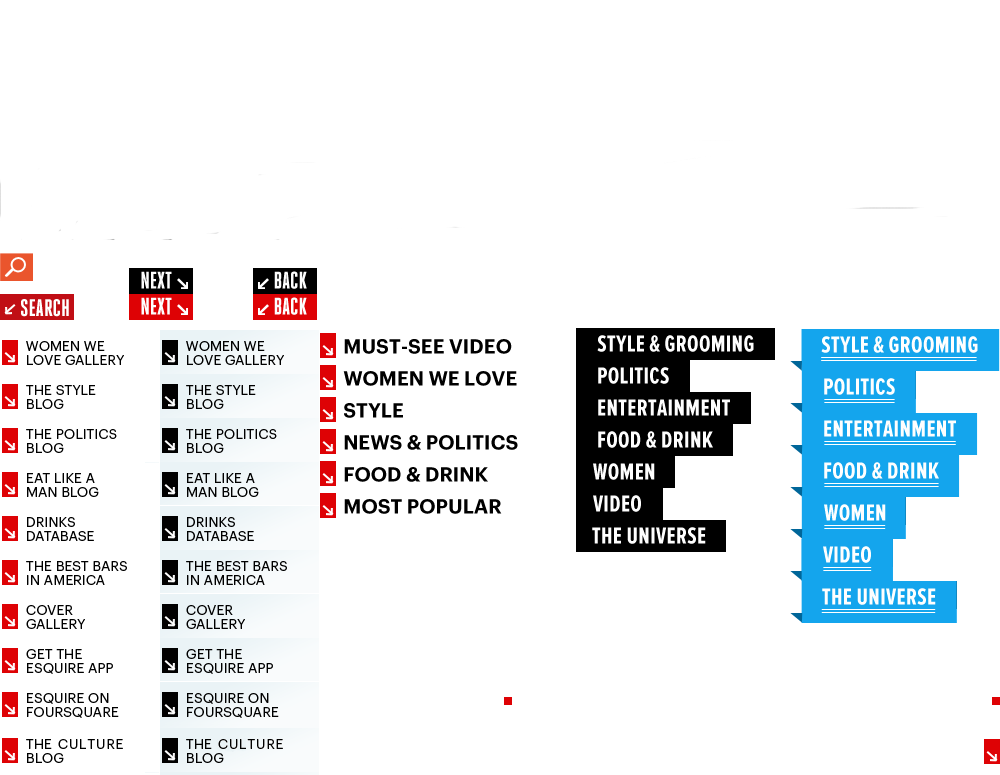 NEXT
BACK
SEARCH
NEXT
BACK
WOMEN WE
LOVE GALLERY
THE STYLE
BLOG
THE POLITICS
BLOG
EAT LIKE A
MAN BLOG
DRINKS
DATABASE
THE BEST BARS
IN AMERICA
COVER
GALLERY
GET THE
ESQUIRE APP
ESQUIRE ON
FOURSQUARE
THE CULTURE
BLOG
WOMEN WE
LOVE GALLERY
THE STYLE
BLOG
THE POLITICS
BLOG
EAT LIKE A
MAN BLOG
DRINKS
DATABASE
THE BEST BARS
IN AMERICA
COVER
GALLERY
GET THE
ESQUIRE APP
ESQUIRE ON
FOURSQUARE
THE CULTURE
BLOG
MUST-SEE VIDEO
WOMEN WE LOVE
STYLE
NEWS & POLITICS
FOOD & DRINK
MOST POPULAR
STYLE & GROOMING
POLITICS
ENTERTAINMENT
FOOD & DRINK
WOMEN
VIDEO
THE UNIVERSE
STYLE & GROOMING
POLITICS
ENTERTAINMENT
FOOD & DRINK
WOMEN
VIDEO
THE UNIVERSE